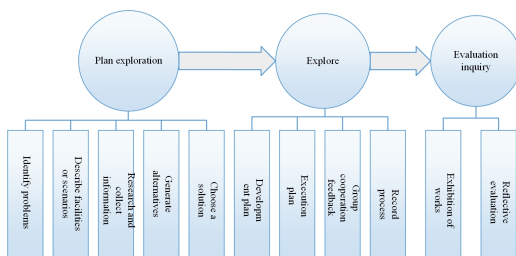 Plan exploration
Explore
Evaluation
inquiry
Identify problems
Describe facilities
or scenarios
Research and
collect
information
Generate
alternatives
Choose a
solution
Developm
ent plan
Execution
plan
Group
cooperation
feedback
Record
process
Exhibition of
works
Reflective
evaluation